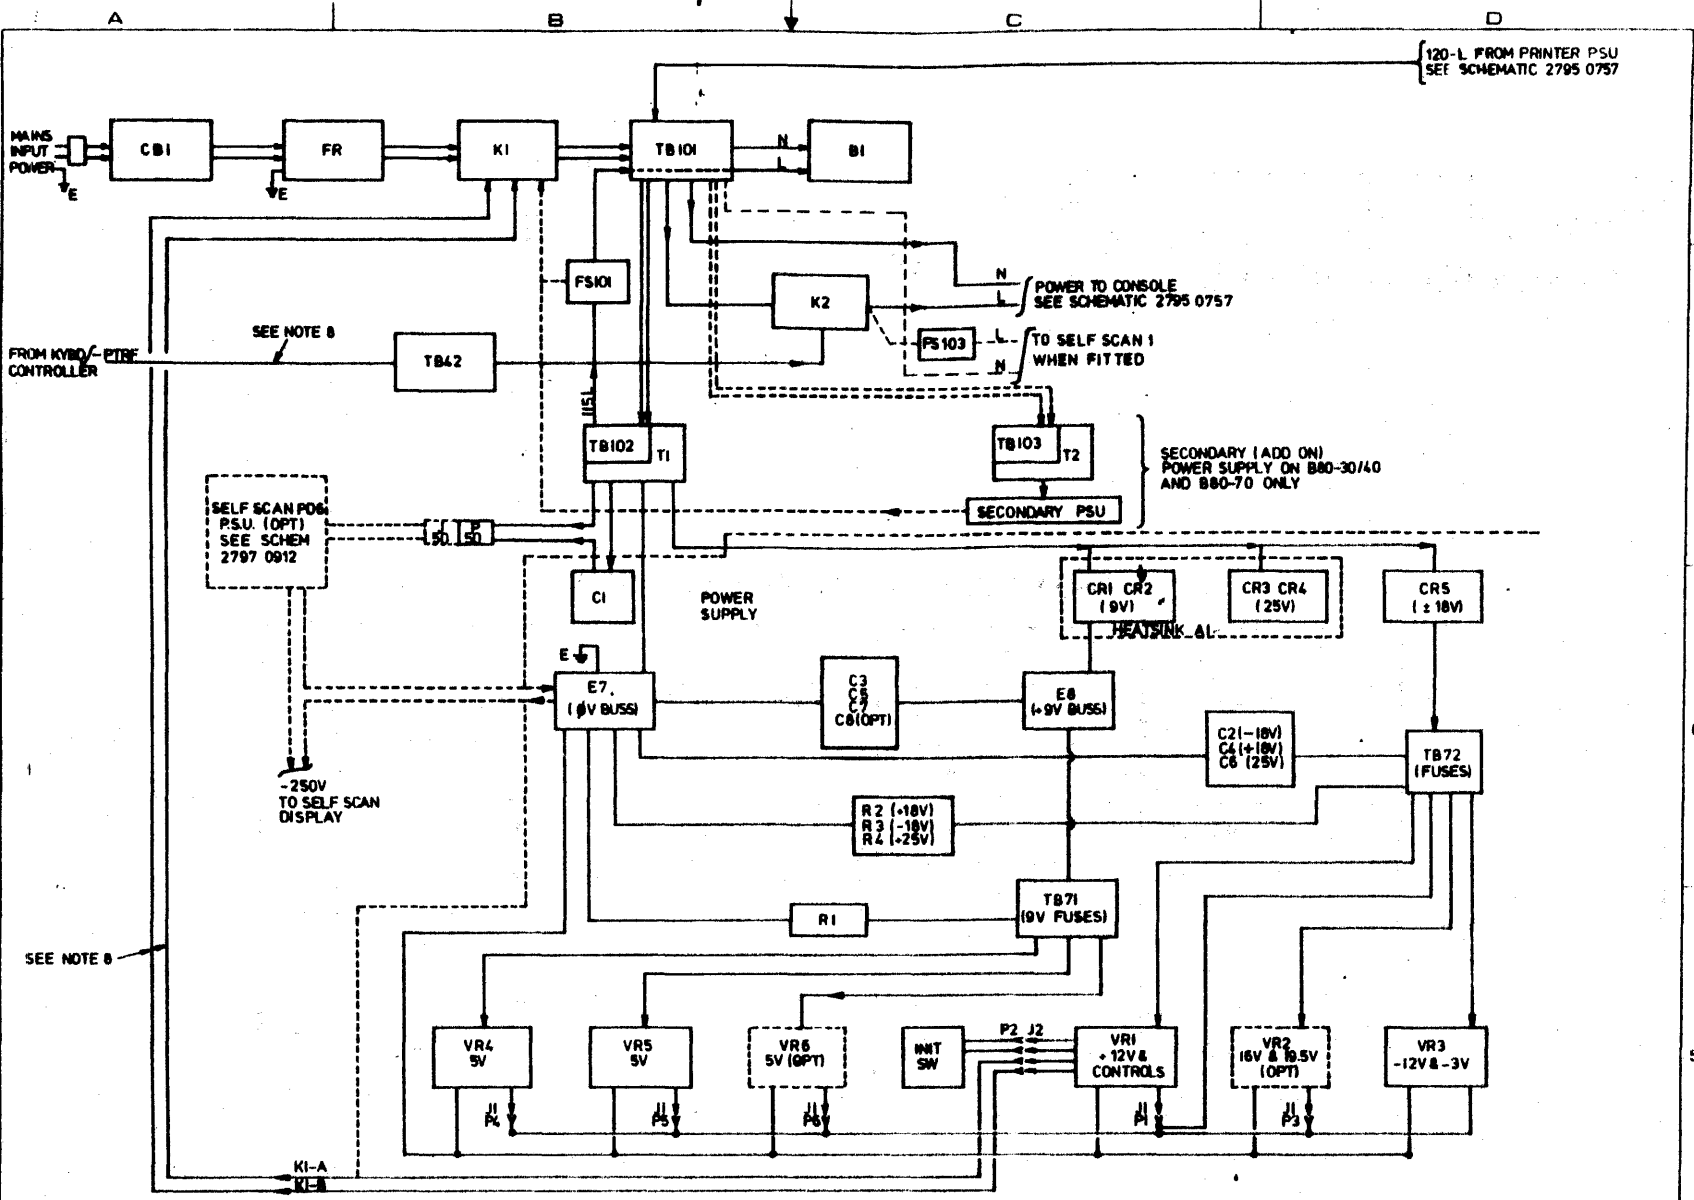 A B C D
120-L FROM PRINTER PSU
SEE SCHEMATIC 2795 0757
MAINS
INPUT
POWER
E
CB1
FR
E
K1
TB101
N
L
B1
FS101
K2
N
L
POWER TO CONSOLE
SEE SCHEMATIC 2795 0757
SEE NOTE 8
FROM KYBD/-PTRF
CONTROLLER
TB42
FS103
L
N
TO SELF SCAN 1
WHEN FITTED
115L
TB102
T1
TB103
T2
SECONDARY (ADD ON)
POWER SUPPLY ON B80-30/40
AND B80-70 ONLY
SECONDARY PSU
SELF SCAN PD6
P.S.U. (OPT)
SEE SCHEM
2797 0912
J
50
P
50
C1
POWER
SUPPLY
CR1 CR2
(9V)
CR3 CR4
(25V)
HEATSINK A1
CR5
(±18V)
E
E7
(ØV BUSS)
C3
C5
C7
C8(OPT)
E8
(+9V BUSS)
C2(-18V)
C4(+18V)
C6 (25V)
TB72
(FUSES)
-250V
TO SELF SCAN
DISPLAY
R2 (+18V)
R3 (-18V)
R4 (+25V)
R1
TB71
(9V FUSES)
SEE NOTE 8
VR4
5V
VR5
5V
VR6
5V (OPT)
INIT
SW
P2 J2
VR1
+12V &
CONTROLS
VR2
16V & 19.5V
(OPT)
VR3
-12V & -3V
J1
P4
J1
P5
J1
P6
J1
P1
J1
P3
K1-A
K1-B